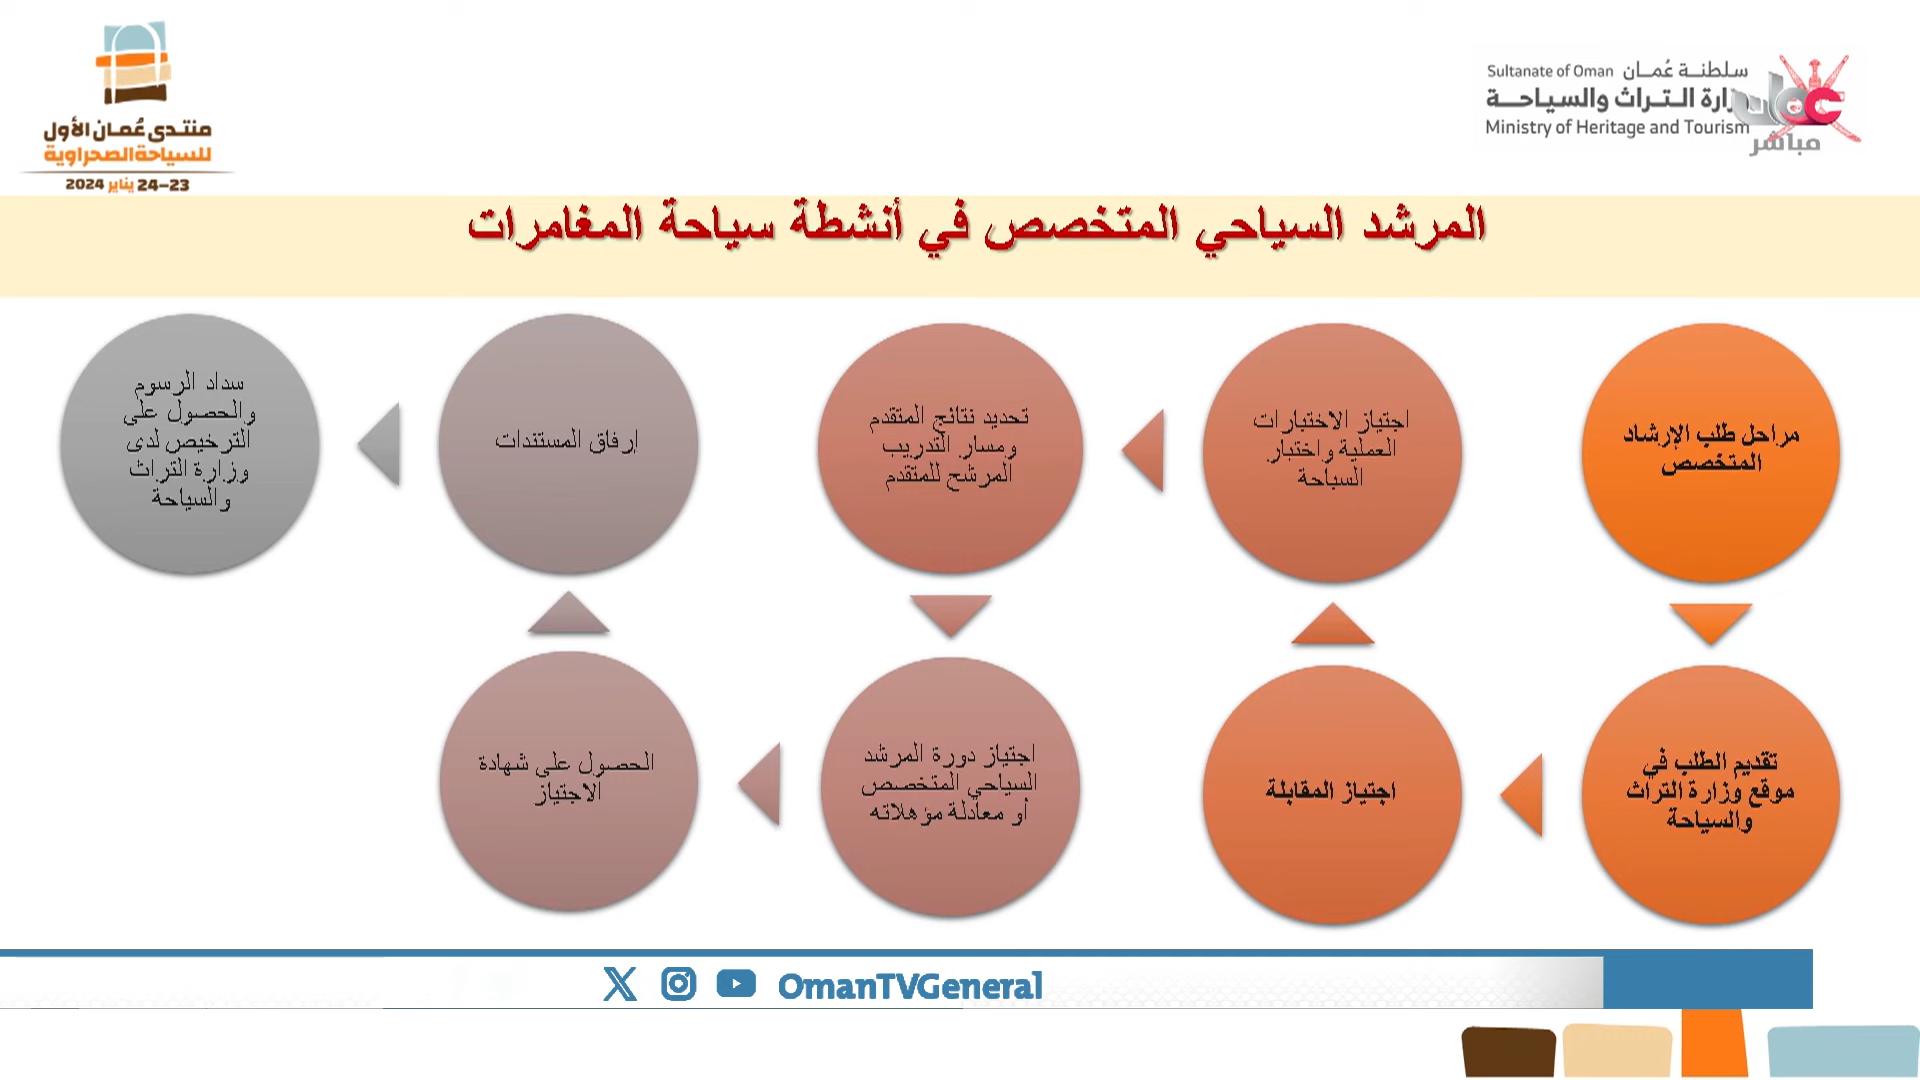 منتدى عُمان الأول
للسياحة الصحراوية
23–24 يناير 2024
سلطنة عُمان Sultanate of Oman
وزارة التراث والسياحة
Ministry of Heritage and Tourism
مباشر
المرشد السياحي المتخصص في أنشطة سياحة المغامرات
مراحل طلب الإرشاد
المتخصص
تقديم الطلب في
موقع وزارة التراث
والسياحة
اجتياز المقابلة
اجتياز الاختبارات
العملية واختبار
السباحة
تحديد نتائج المتقدم
ومسار التدريب
المرشح للمتقدم
اجتياز دورة المرشد
السياحي المتخصص
أو معادلة مؤهلاته
الحصول على شهادة
الاجتياز
إرفاق المستندات
سداد الرسوم
والحصول على
الترخيص لدى
وزارة التراث
والسياحة
OmanTVGeneral